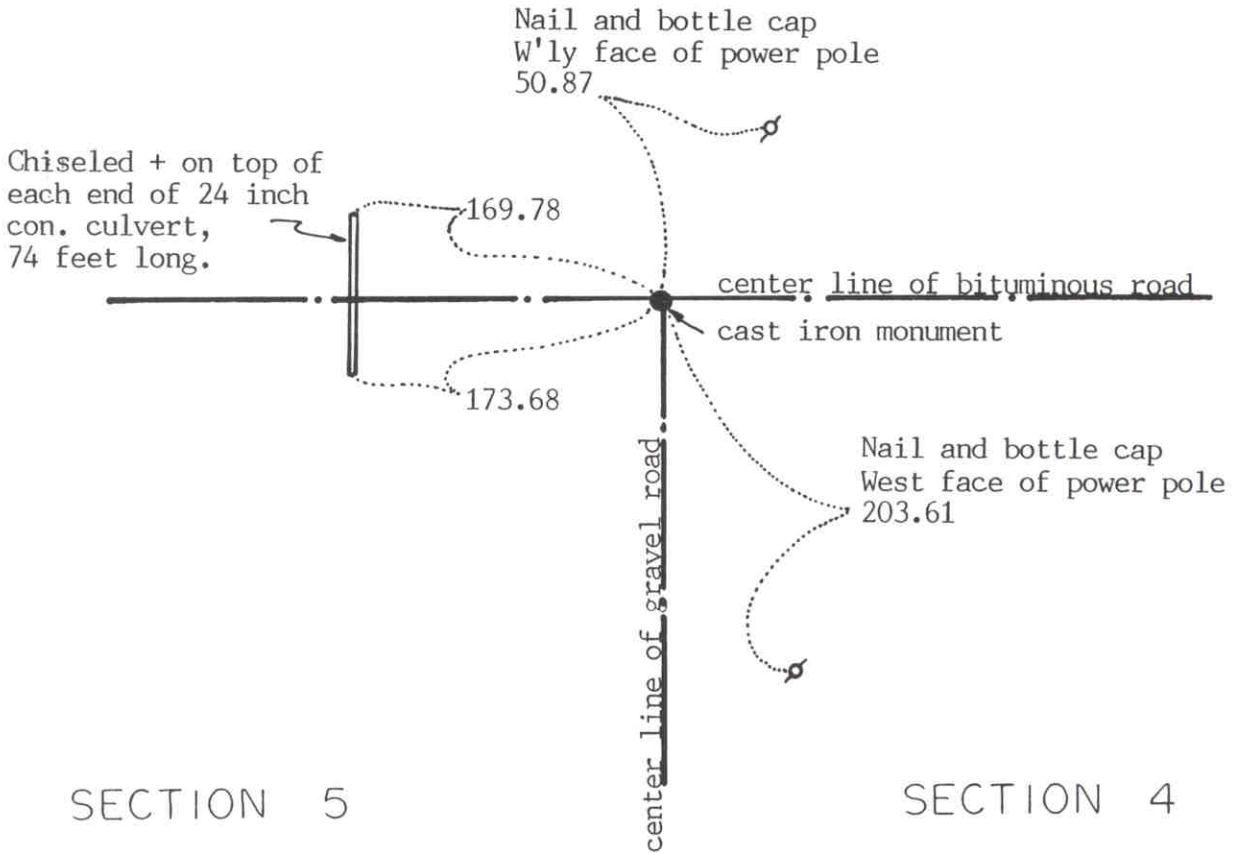 Nail and bottle cap
W'ly face of power pole
50.87
Chiseled + on top of
each end of 24 inch
con. culvert,
74 feet long.
169.78
center line of bituminous road
cast iron monument
173.68
Nail and bottle cap
West face of power pole
203.61
center line of gravel road
SECTION 5
SECTION 4